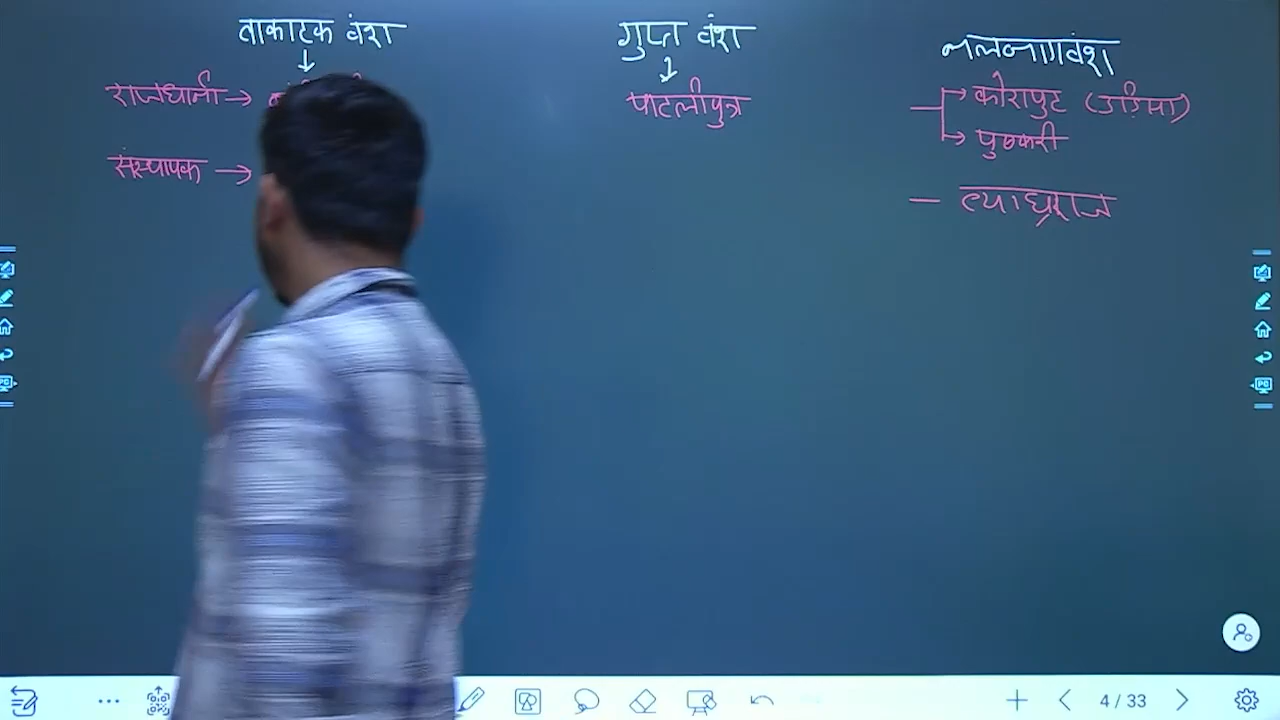 वाकाटक वंश
↓
राजधानी →
संस्थापक →
गुप्त वंश
↓
पाटलीपुत्र
नलनागवंश
→ कोरापुट (उड़िसा)
→ पुष्करी
— व्याघ्रराज
4 / 33